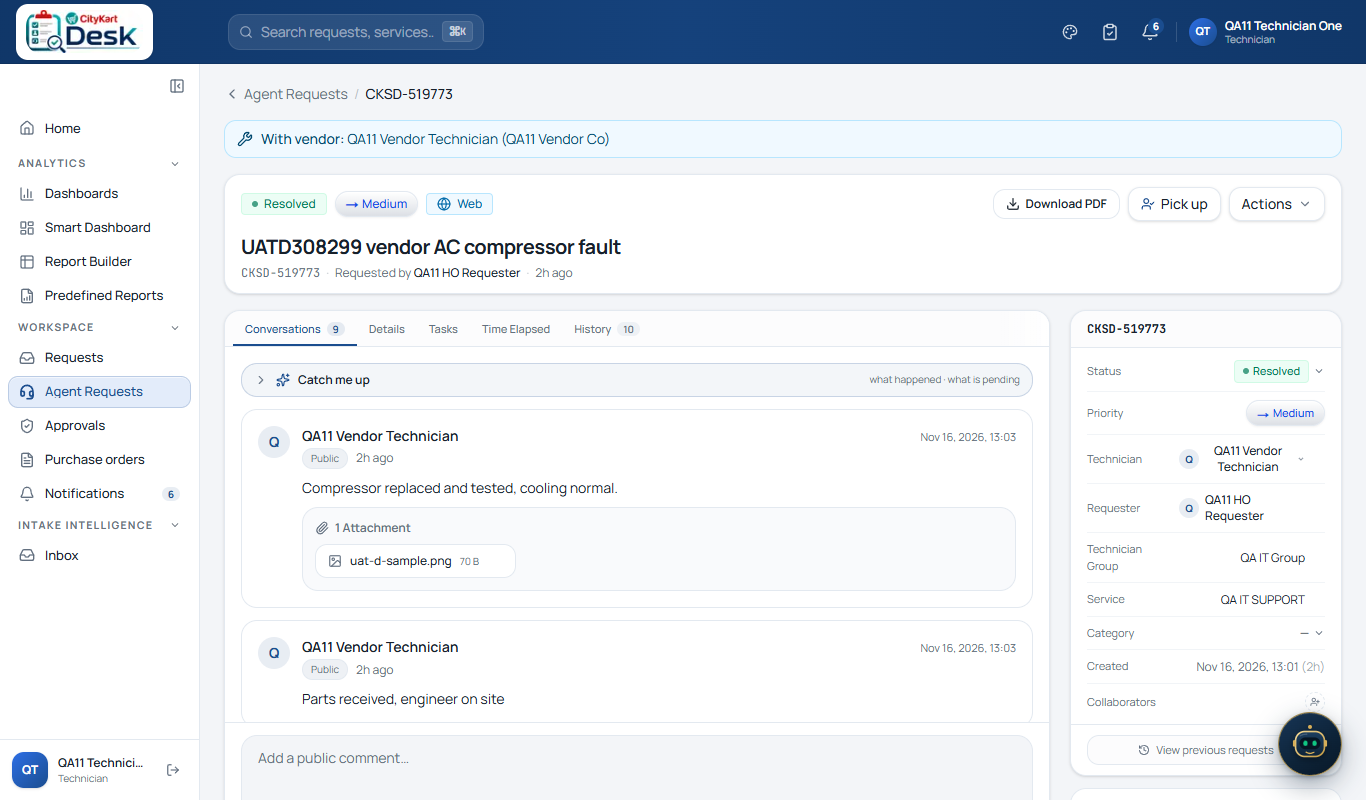 CityKart
Desk
Search requests, services.. ⌘K
6
QT
QA11 Technician One
Technician
Home
ANALYTICS
Dashboards
Smart Dashboard
Report Builder
Predefined Reports
WORKSPACE
Requests
Agent Requests
Approvals
Purchase orders
Notifications 6
INTAKE INTELLIGENCE
Inbox
QT
QA11 Technici...
Technician
Agent Requests / CKSD-519773
With vendor: QA11 Vendor Technician (QA11 Vendor Co)
Resolved → Medium Web
Download PDF Pick up Actions
UATD308299 vendor AC compressor fault
CKSD-519773 · Requested by QA11 HO Requester · 2h ago
Conversations 9 Details Tasks Time Elapsed History 10
Catch me up what happened · what is pending
Q QA11 Vendor Technician Nov 16, 2026, 13:03
Public 2h ago
Compressor replaced and tested, cooling normal.
1 Attachment
uat-d-sample.png 70 B
Q QA11 Vendor Technician Nov 16, 2026, 13:03
Public 2h ago
Parts received, engineer on site
Add a public comment...
CKSD-519773
Status Resolved
Priority → Medium
Technician Q QA11 Vendor
Technician
Requester Q QA11 HO
Requester
Technician
Group QA IT Group
Service QA IT SUPPORT
Category –
Created Nov 16, 2026, 13:01 (2h)
Collaborators
View previous requests